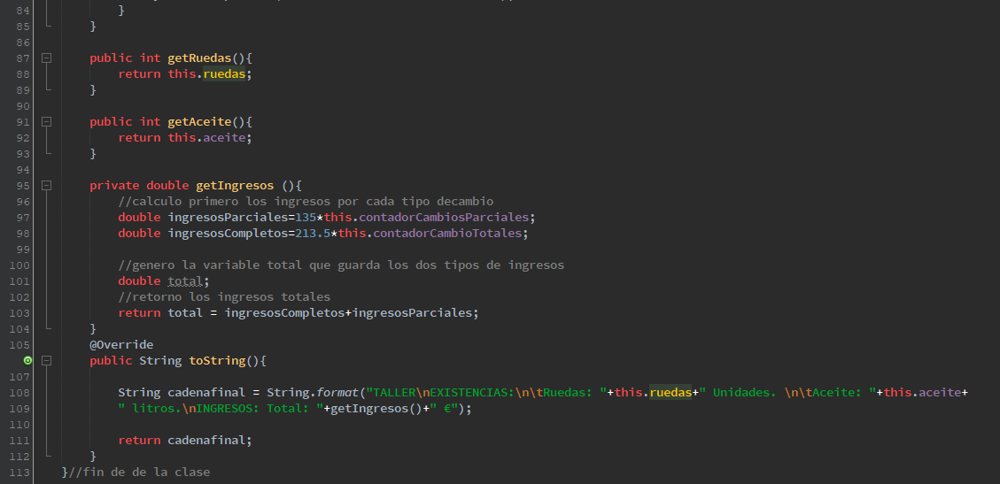 84 }
85 }
86
87 public int getRuedas(){
88 return this.ruedas;
89 }
90
91 public int getAceite(){
92 return this.aceite;
93 }
94
95 private double getIngresos (){
96 //calculo primero los ingresos por cada tipo decambio
97 double ingresosParciales=135*this.contadorCambiosParciales;
98 double ingresosCompletos=213.5*this.contadorCambioTotales;
99
100 //genero la variable total que guarda los dos tipos de ingresos
101 double total;
102 //retorno los ingresos totales
103 return total = ingresosCompletos+ingresosParciales;
104 }
105 @Override
public String toString(){
107
108 String cadenafinal = String.format("TALLER\nEXISTENCIAS:\n\tRuedas: "+this.ruedas+" Unidades. \n\tAceite: "+this.aceite+
109 " litros.\nINGRESOS: Total: "+getIngresos()+" €");
110
111 return cadenafinal;
112 }
113 }//fin de de la clase